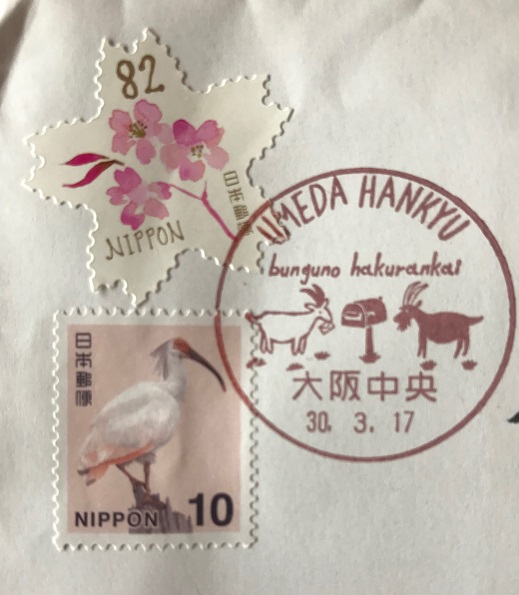 82
日本郵便
NIPPON
UMEDA HANKYU
bunguno hakurankai
大阪中央
30. 3. 17
日本郵便
NIPPON 10